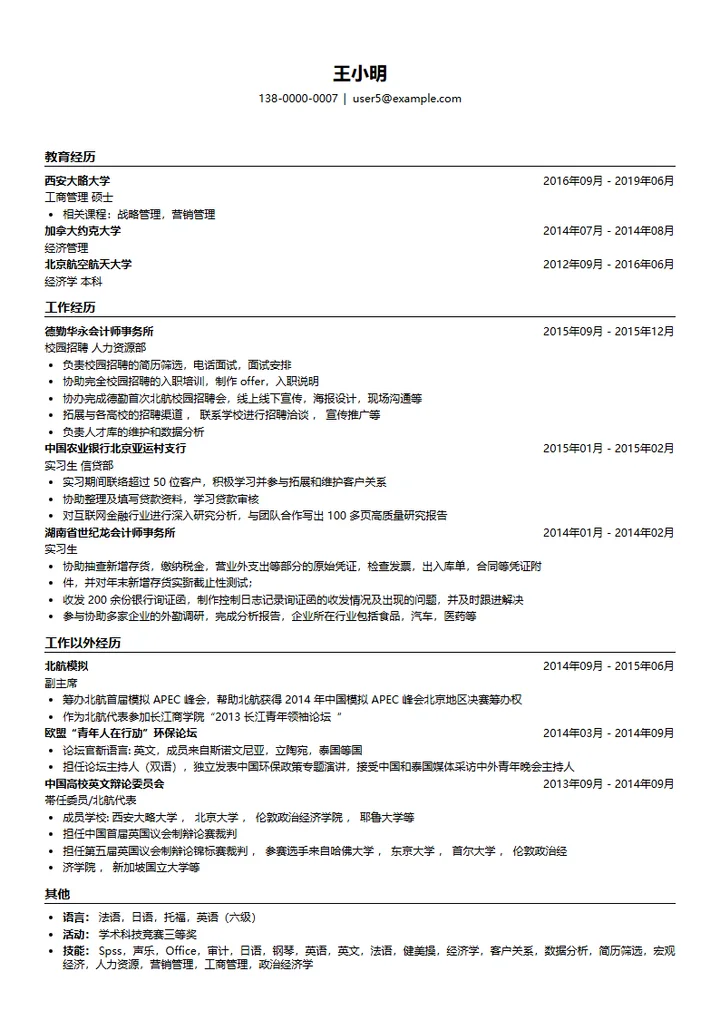 王小明
138-0000-0007 | user5@example.com
教育经历
西安大略大学 2016年09月 - 2019年06月
工商管理 硕士
• 相关课程：战略管理，营销管理
加拿大约克大学 2014年07月 - 2014年08月
经济管理
北京航空航天大学 2012年09月 - 2016年06月
经济学 本科
工作经历
德勤华永会计师事务所 2015年09月 - 2015年12月
校园招聘 人力资源部
• 负责校园招聘的简历筛选，电话面试，面试安排
• 协助完全校园招聘的入职培训，制作 offer，入职说明
• 协办完成德勤首次北航校园招聘会，线上线下宣传，海报设计，现场沟通等
• 拓展与各高校的招聘渠道 ， 联系学校进行招聘洽谈 ， 宣传推广等
• 负责人才库的维护和数据分析
中国农业银行北京亚运村支行 2015年01月 - 2015年02月
实习生 信贷部
• 实习期间联络超过 50 位客户，积极学习并参与拓展和维护客户关系
• 协助整理及填写贷款资料，学习贷款审核
• 对互联网金融行业进行深入研究分析，与团队合作写出 100 多页高质量研究报告
湖南省世纪龙会计师事务所 2014年01月 - 2014年02月
实习生
• 协助抽查新增存货，缴纳税金，营业外支出等部分的原始凭证，检查发票，出入库单，合同等凭证附
• 件，并对年末新增存货实斷截止性测试；
• 收发 200 余份银行询证函，制作控制日志记录询证函的收发情况及出现的问题，并及时跟进解决
• 参与协助多家企业的外勤调研，完成分析报告，企业所在行业包括食品，汽车，医药等
工作以外经历
北航模拟 2014年09月 - 2015年06月
副主席
• 筹办北航首届模拟 APEC 峰会，帮助北航获得 2014 年中国模拟 APEC 峰会北京地区决赛筹办权
• 作为北航代表参加长江商学院“2013 长江青年领袖论坛 “
欧盟“青年人在行动”环保论坛 2014年03月 - 2014年09月
• 论坛官斱语言: 英文，成员来自斯诺文尼亚，立陶宛，泰国等国
• 担任论坛主持人（双语），独立发表中国环保政策专题演讲，接受中国和泰国媒体采访中外青年晚会主持人
中国高校英文辩论委员会 2013年09月 - 2014年09月
常任委员/北航代表
• 成员学校: 西安大略大学 ， 北京大学 ， 伦敦政治经济学院 ， 耶鲁大学等
• 担任中国首届英国议会制辩论赛裁判
• 担任第五届英国议会制辩论锦标赛裁判 ， 参赛选手来自哈佛大学 ， 东京大学 ， 首尔大学 ， 伦敦政治经
• 济学院 ， 新加坡国立大学等
其他
• 语言： 法语，日语，托福，英语（六级）
• 活动： 学术科技竞赛三等奖
• 技能： Spss，声乐，Office，审计，日语，钢琴，英语，英文，法语，健美操，经济学，客户关系，数据分析，简历筛选，宏观
经济，人力资源，营销管理，工商管理，政治经济学